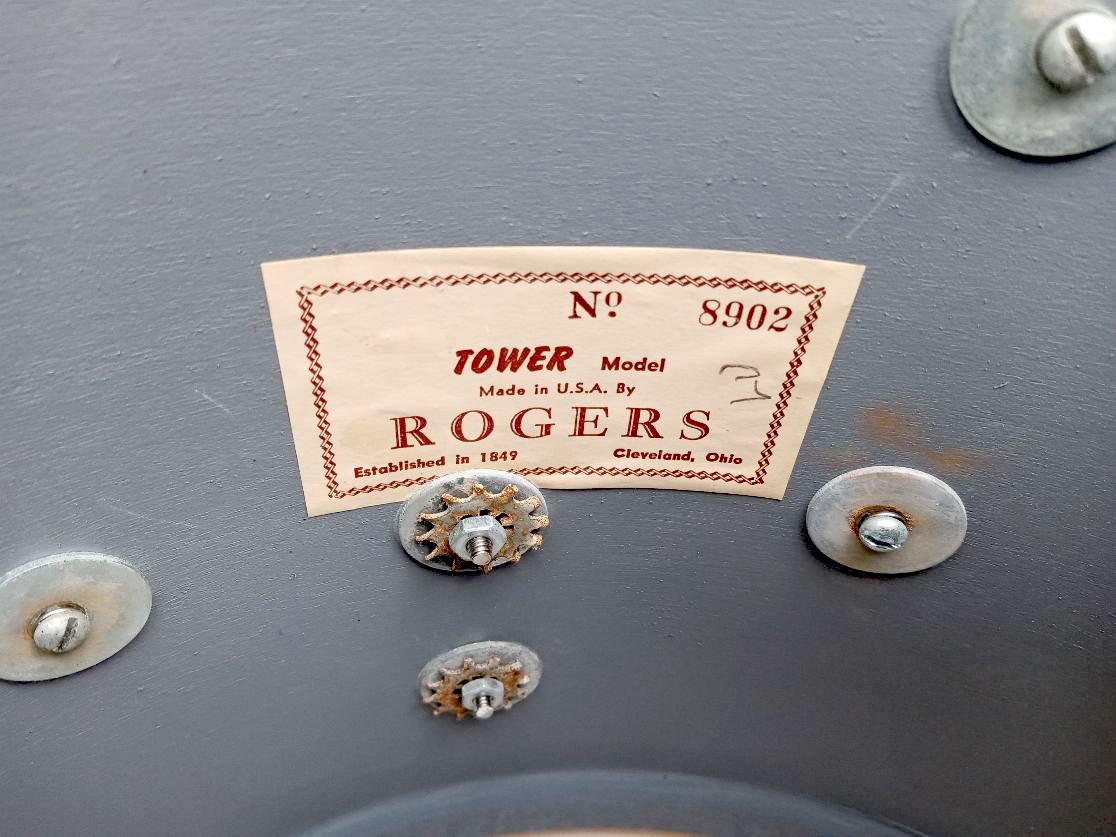 Nº 8902
TOWER Model
Made in U.S.A. By
ROGERS
Established in 1849 Cleveland, Ohio